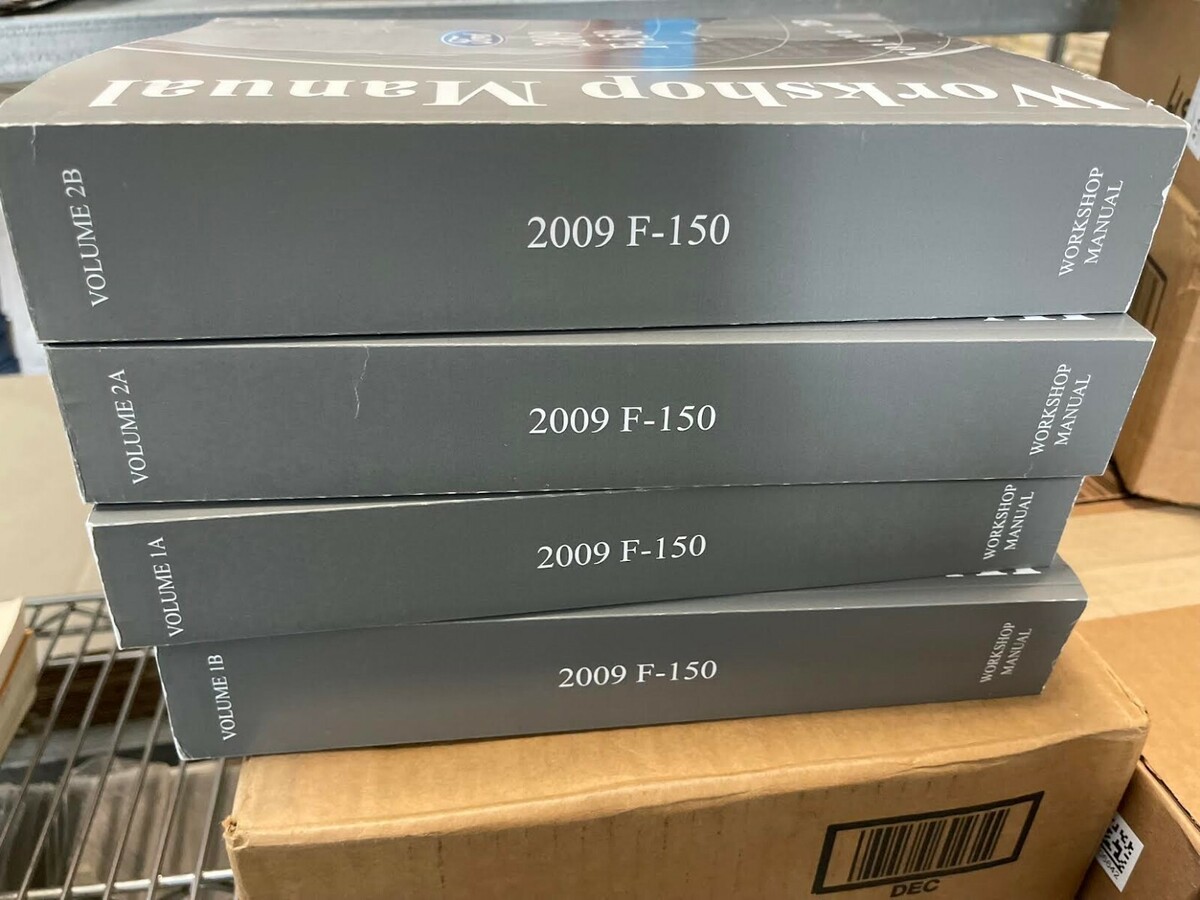 Workshop Manual
VOLUME 2B
2009 F-150
WORKSHOP
MANUAL
VOLUME 2A
2009 F-150
WORKSHOP
MANUAL
VOLUME 1A
2009 F-150
WORKSHOP
MANUAL
VOLUME 1B
2009 F-150
WORKSHOP
MANUAL
DEC